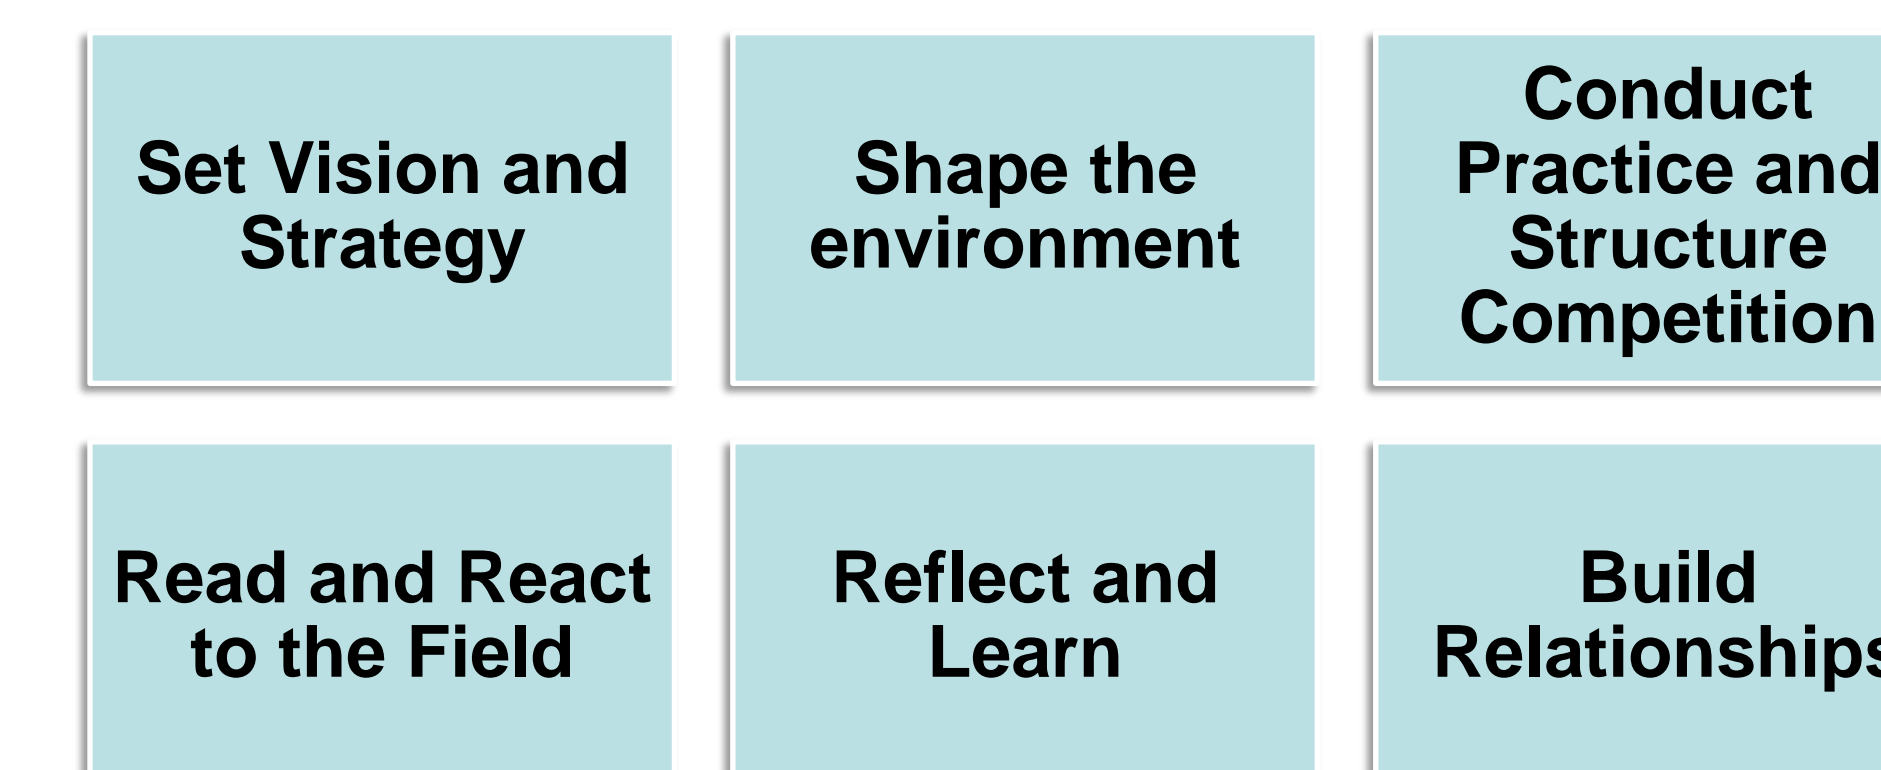 Set Vision and
Strategy
Shape the
environment
Conduct
Practice and
Structure
Competition
Read and React
to the Field
Reflect and
Learn
Build
Relationships